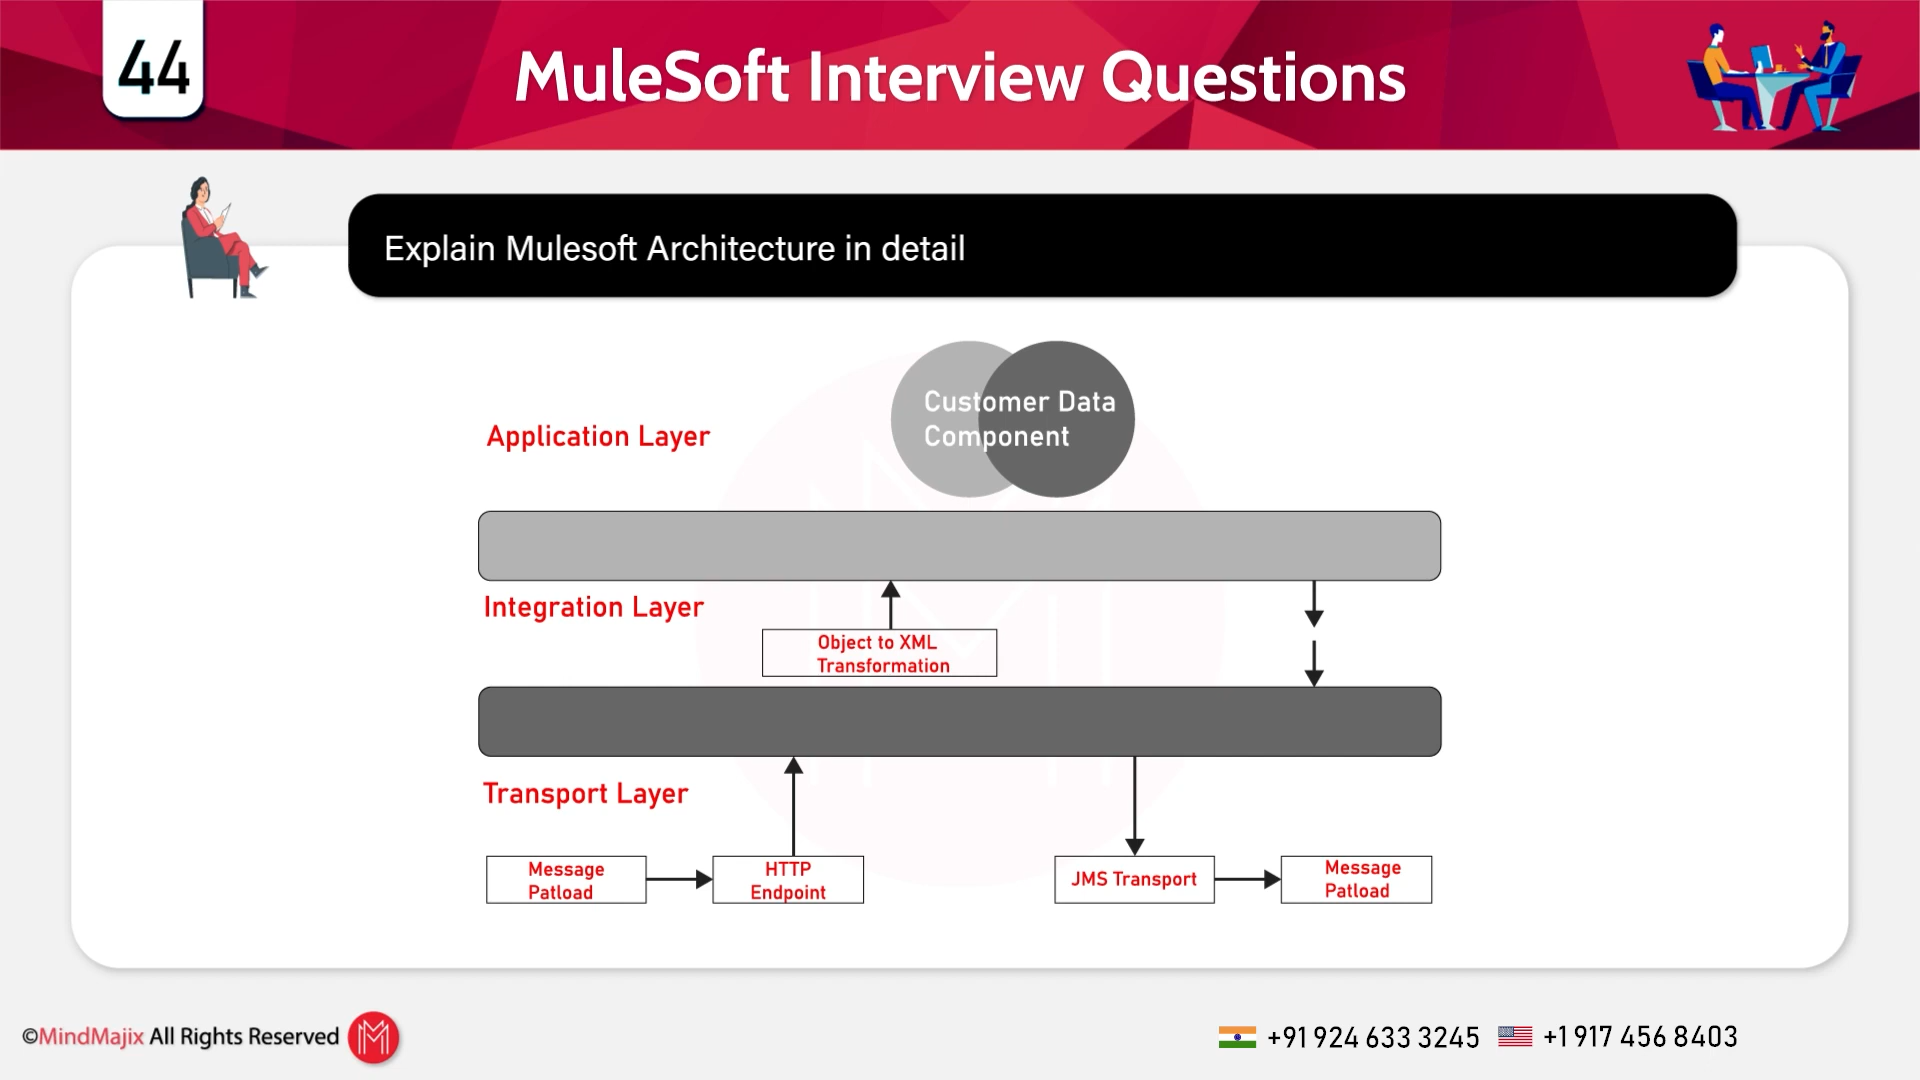 44
MuleSoft Interview Questions
Explain Mulesoft Architecture in detail
Customer Data
Component
Application Layer
Integration Layer
Object to XML
Transformation
Transport Layer
Message
Patload
HTTP
Endpoint
JMS Transport
Message
Patload
©MindMajix All Rights Reserved
+91 924 633 3245
+1 917 456 8403